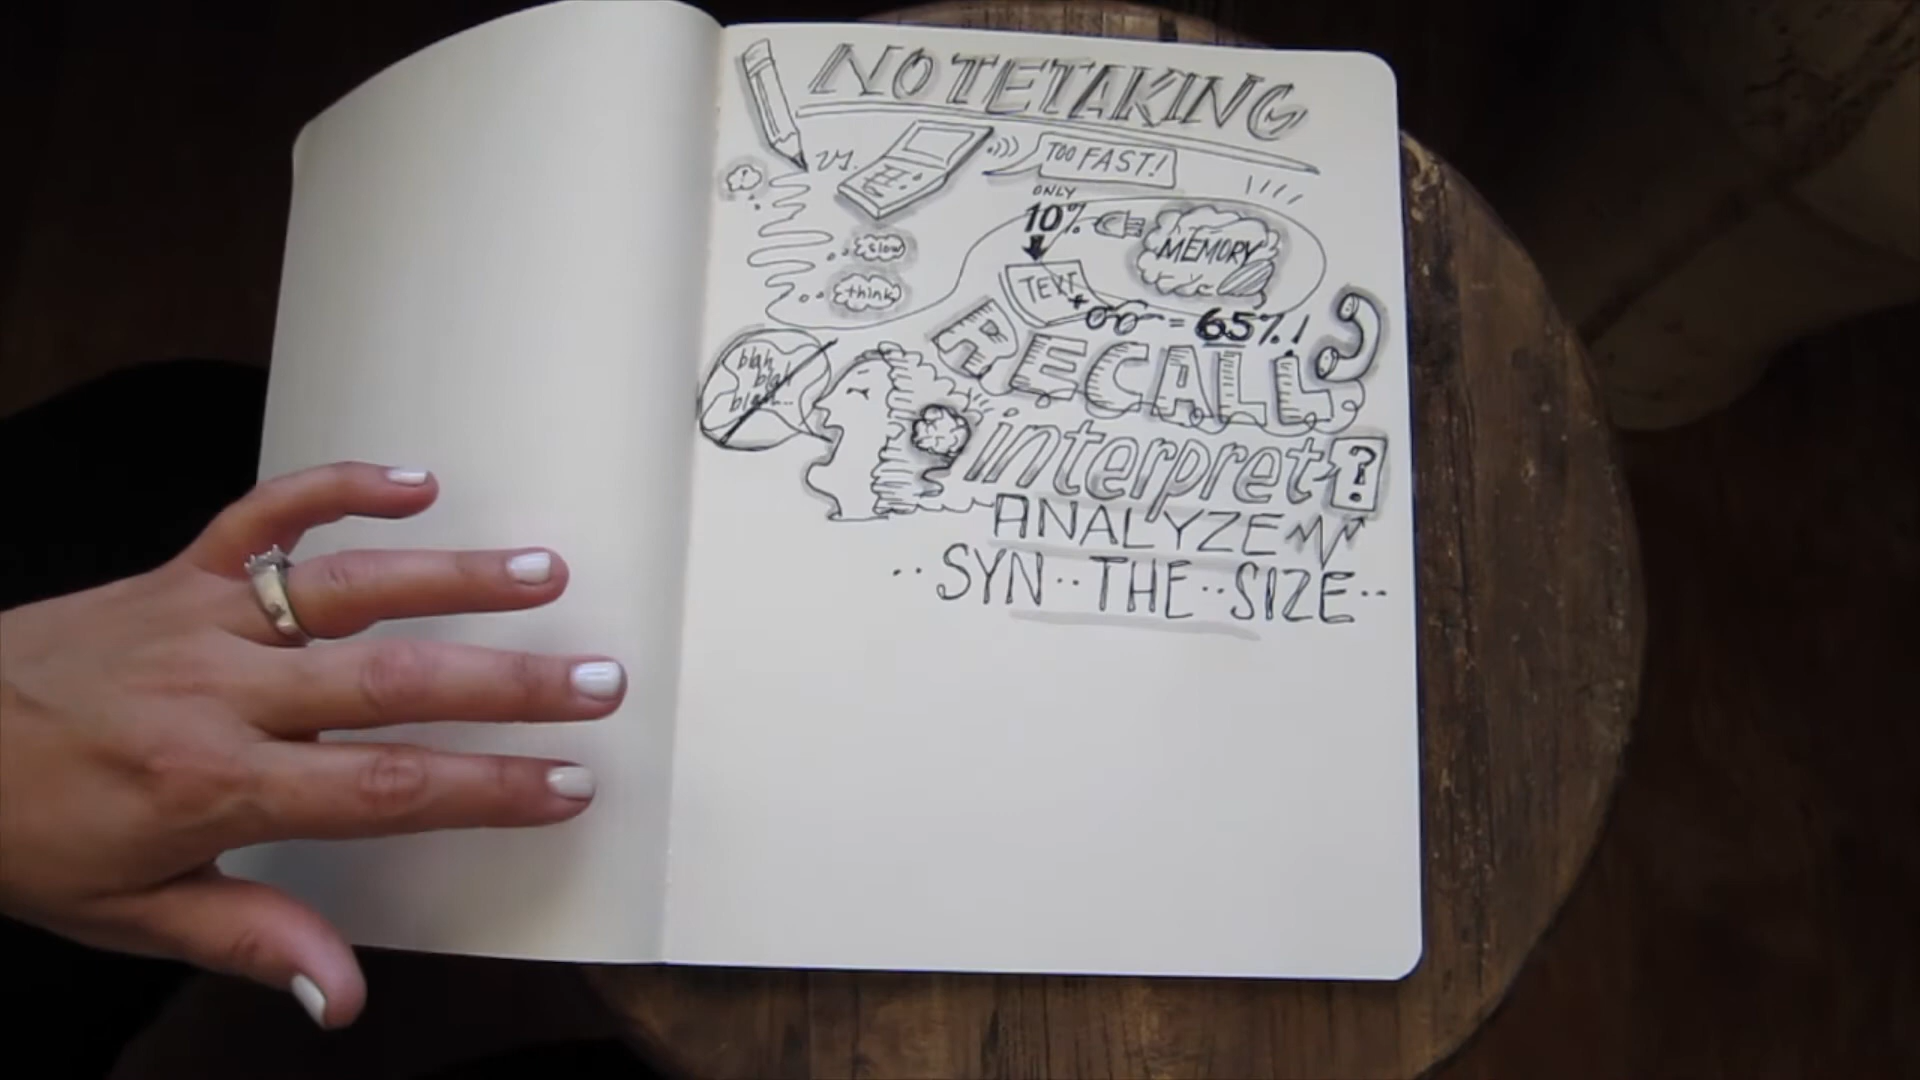 NOTETAKING
vs.
TOO FAST!
!
ONLY
10%
MEMORY
slow
think
TEXT
+ = 65%!
RECALL
blah
blah
blah...
interpret?
ANALYZE
··SYN··THE··SIZE··